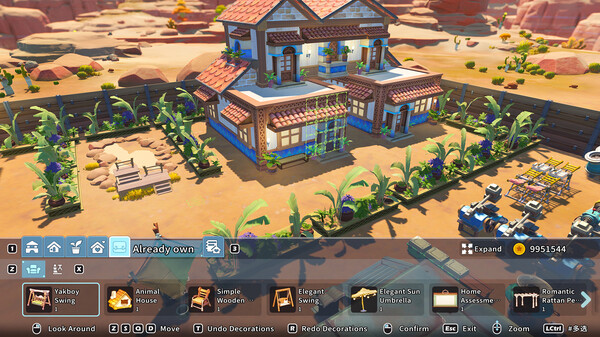 1 Already own 3 Expand 9951544
Z X
Yakboy Swing 1
Animal House 1
Simple Wooden 1
Elegant Swing 1
Elegant Sun Umbrella 1
Home Assessme 1
Romantic Rattan Pe... 1
Look Around Z S Q D Move T Undo Decorations R Redo Decorations Confirm Esc Exit Zoom LCtrl #多选